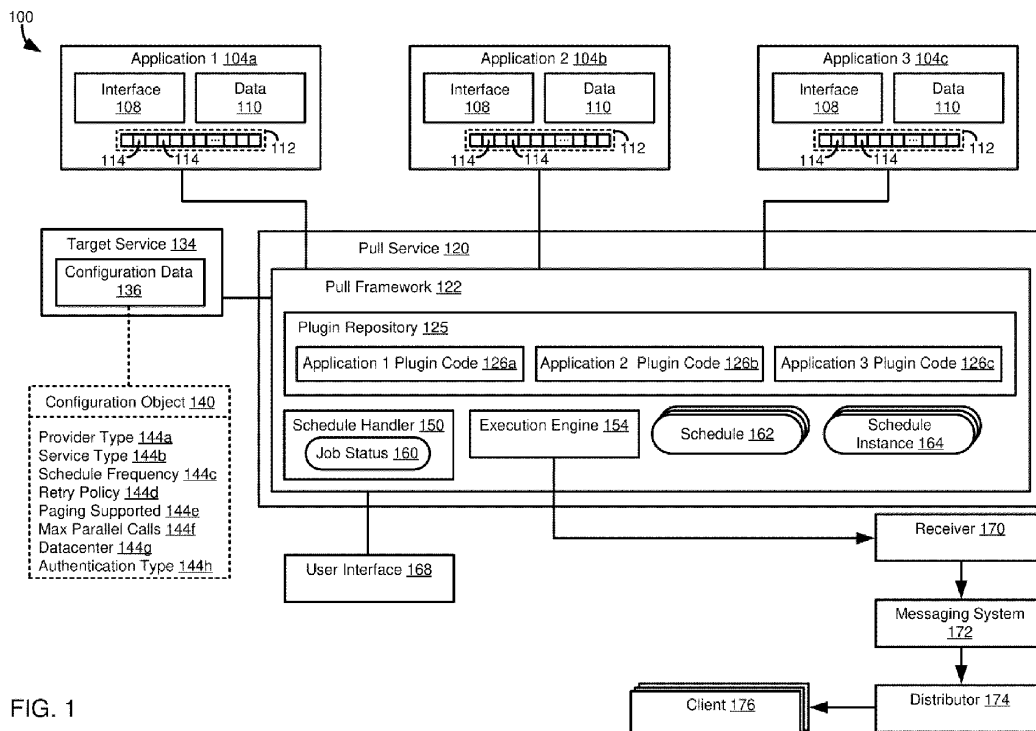 100
Application 1 104a
Interface
108
Data
110
114
114
112
Application 2 104b
Interface
108
Data
110
114
114
112
Application 3 104c
Interface
108
Data
110
114
114
112
Target Service 134
Configuration Data
136
Pull Service 120
Pull Framework 122
Plugin Repository 125
Application 1 Plugin Code 126a
Application 2 Plugin Code 126b
Application 3 Plugin Code 126c
Configuration Object 140
Provider Type 144a
Service Type 144b
Schedule Frequency 144c
Retry Policy 144d
Paging Supported 144e
Max Parallel Calls 144f
Datacenter 144g
Authentication Type 144h
Schedule Handler 150
Job Status 160
Execution Engine 154
Schedule 162
Schedule
Instance 164
User Interface 168
Receiver 170
Messaging System
172
Distributor 174
Client 176
FIG. 1